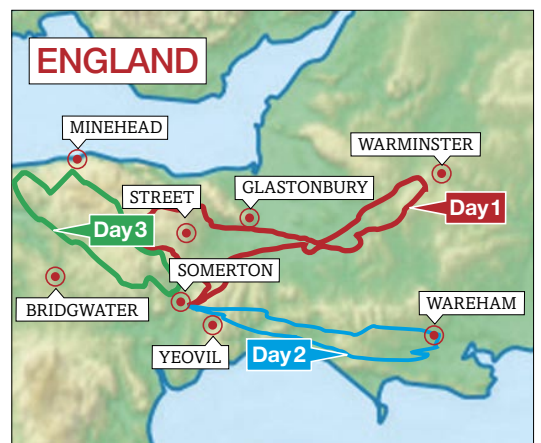 ENGLAND
MINEHEAD
WARMINSTER
STREET
GLASTONBURY
Day 1
Day 3
SOMERTON
BRIDGWATER
WAREHAM
YEOVIL
Day 2